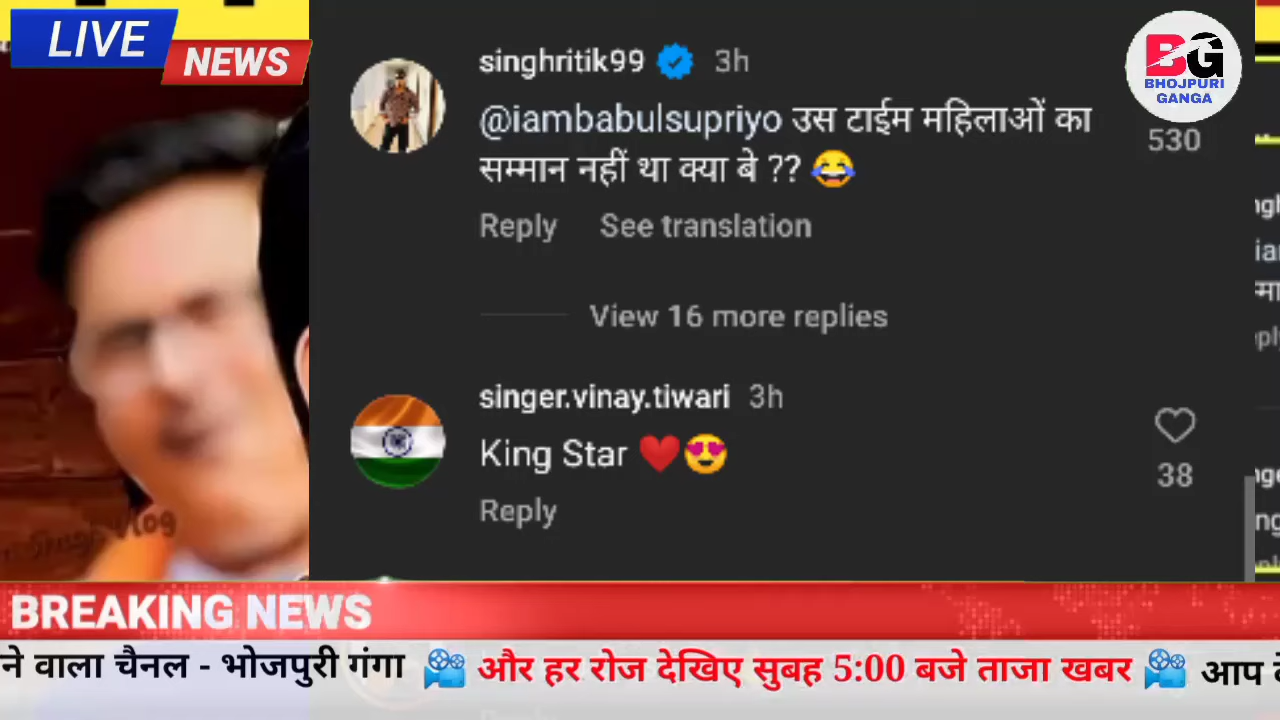 LIVE
NEWS
singhritik99 3h
@iambabulsupriyo उस टाईम महिलाओं का
सम्मान नहीं था क्या बे ?? 😂
530
Reply See translation
View 16 more replies
singer.vinay.tiwari 3h
King Star ❤️😍
38
Reply
BG
BHOJPURI
GANGA
Vlog
BREAKING NEWS
ने वाला चैनल - भोजपुरी गंगा 🎥 और हर रोज देखिए सुबह 5:00 बजे ताजा खबर 🎥 आप